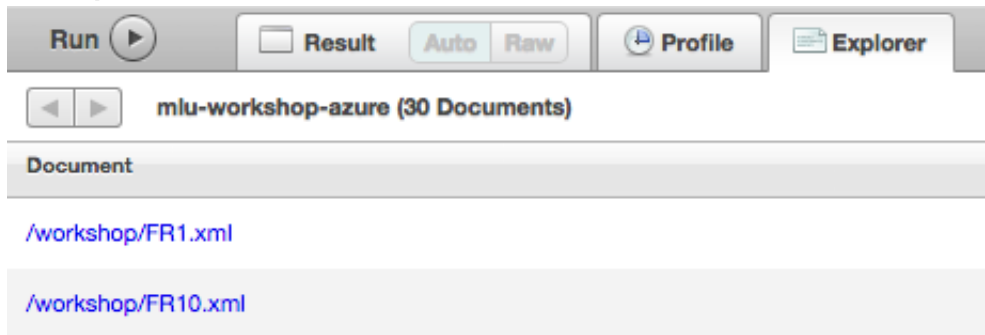 Run Result Auto Raw Profile Explorer
mlu-workshop-azure (30 Documents)
Document
/workshop/FR1.xml
/workshop/FR10.xml